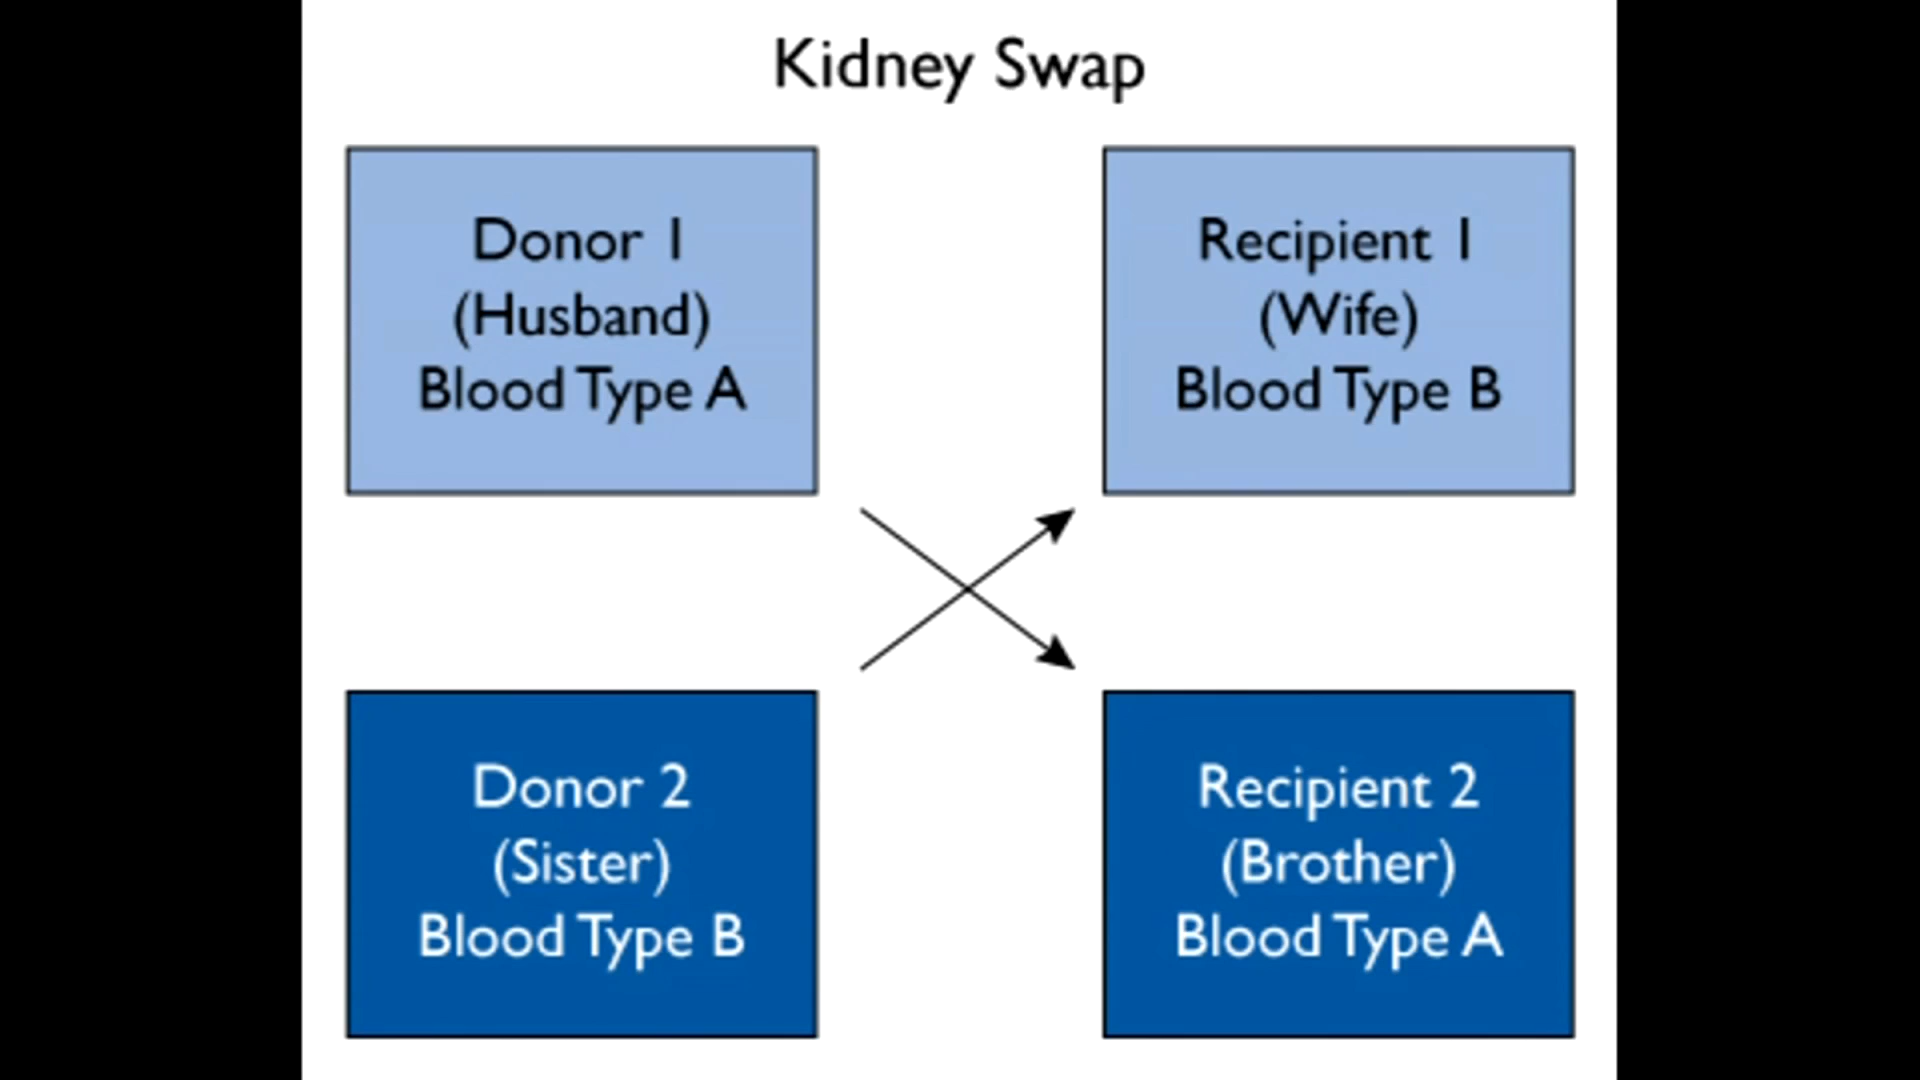 Kidney Swap
Donor 1
(Husband)
Blood Type A
Recipient 1
(Wife)
Blood Type B
Donor 2
(Sister)
Blood Type B
Recipient 2
(Brother)
Blood Type A